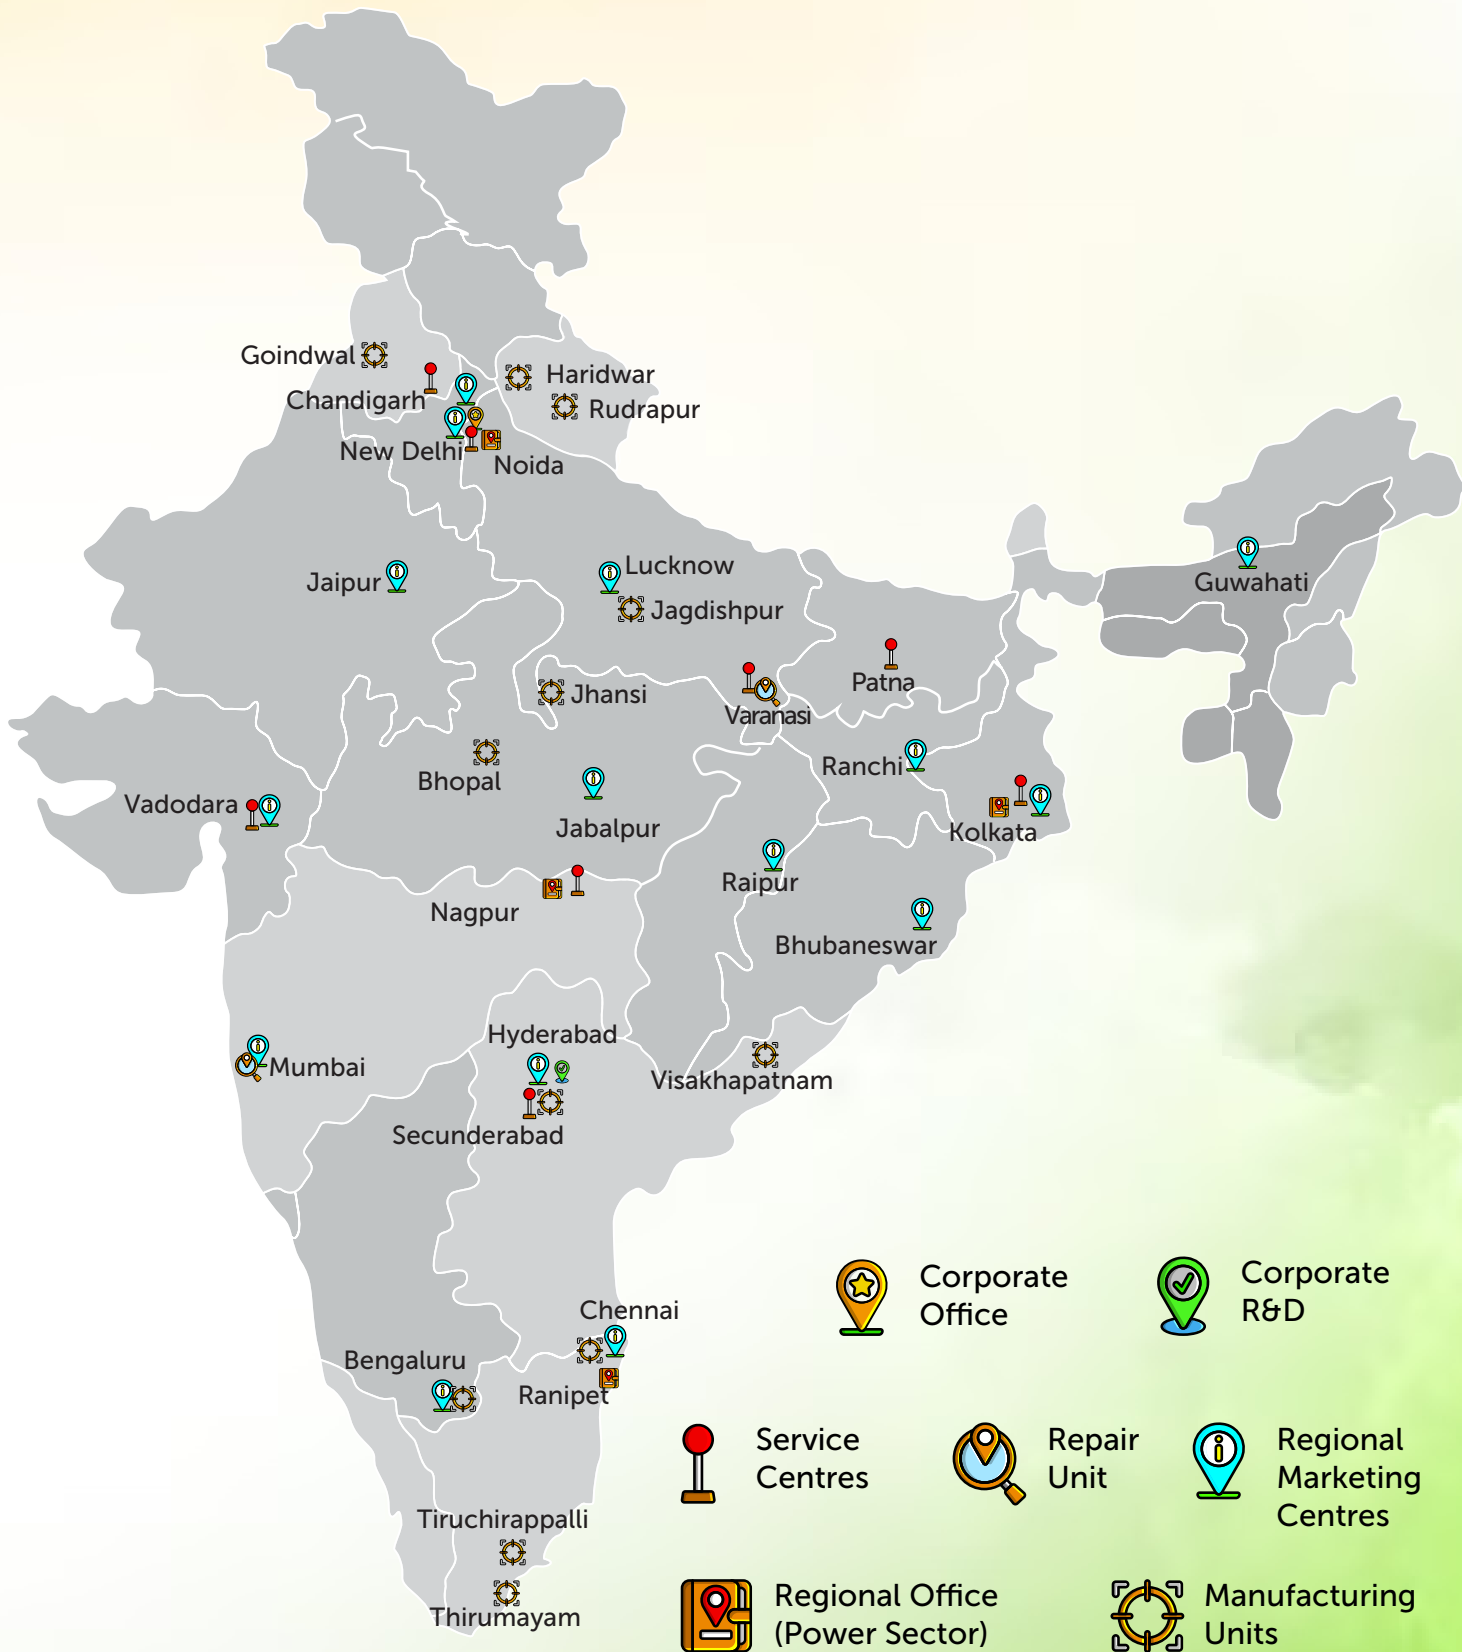 Goindwal
Haridwar
Chandigarh
Rudrapur
New Delhi
Noida
Lucknow
Jaipur
Guwahati
Jagdishpur
Patna
Jhansi
Varanasi
Ranchi
Bhopal
Vadodara
Jabalpur
Kolkata
Raipur
Nagpur
Bhubaneswar
Hyderabad
Mumbai
Visakhapatnam
Secunderabad
Chennai
Bengaluru
Ranipet
Tiruchirappalli
Thirumayam
Corporate
Office
Corporate
R&D
Service
Centres
Repair
Unit
Regional
Marketing
Centres
Regional Office
(Power Sector)
Manufacturing
Units